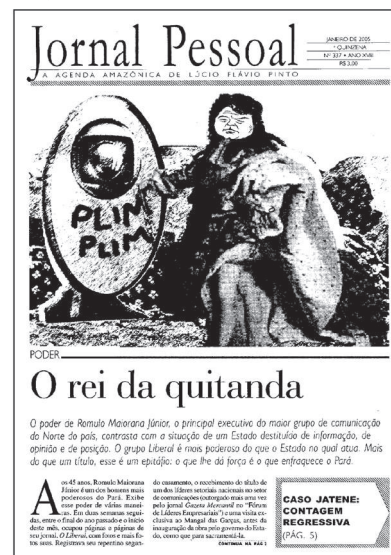 Jornal Pessoal
A AGENDA AMAZÔNICA DE LÚCIO FLÁVIO PINTO
JANEIRO DE 2005
1ª QUINZENA
Nº 337 • ANO XVIII
R$ 3,00
PLIM
PLIM
PODER
O rei da quitanda
O poder de Romulo Maiorana Júnior, o principal executivo do maior grupo de comunicação
do Norte do país, contrasta com a situação de um Estado destituído de informação, de
opinião e de posição. O grupo Liberal é mais poderoso do que o Estado no qual atua. Mais
do que um título, esse é um epitáfio: o que lhe dá força é o que enfraquece o Pará.
Aos 45 anos, Romulo Maiorana
Júnior é um dos homens mais
poderosos do Pará. Exibe
esse poder de várias manei-
ras. Em duas semanas segui-
das, entre o final do ano passado e o início
deste mês, ocupou páginas e páginas de
seu jornal, O Liberal, com fotos e mais fo-
tos suas. Registrou seu repentino segun-
do casamento, o recebimento do título de
um dos líderes setoriais nacionais no setor
de comunicações (outorgado mais uma vez
pelo jornal Gazeta Mercantil no "Fórum
de Líderes Empresariais") e uma visita ex-
clusiva ao Mangal das Garças, antes da
inauguração da obra pelo governo do Esta-
do, como que para sacramentá-la.
CONTINUA NA PÁG 2
CASO JATENE:
CONTAGEM
REGRESSIVA
(PÁG. 5)